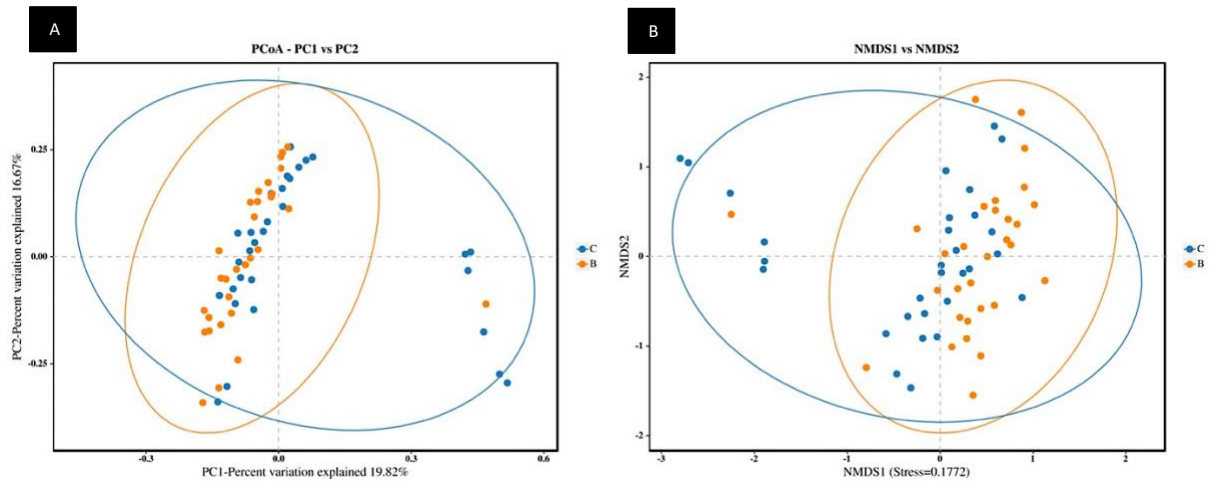 A
PCoA - PC1 vs PC2
PC2-Percent variation explained 16.67%
0.25
0.00
-0.25
-0.3
0.0
0.3
0.6
PC1-Percent variation explained 19.82%
C
B
B
NMDS1 vs NMDS2
NMDS2
2
1
0
-1
-2
-3
-2
-1
0
1
2
NMDS1 (Stress=0.1772)
C
B